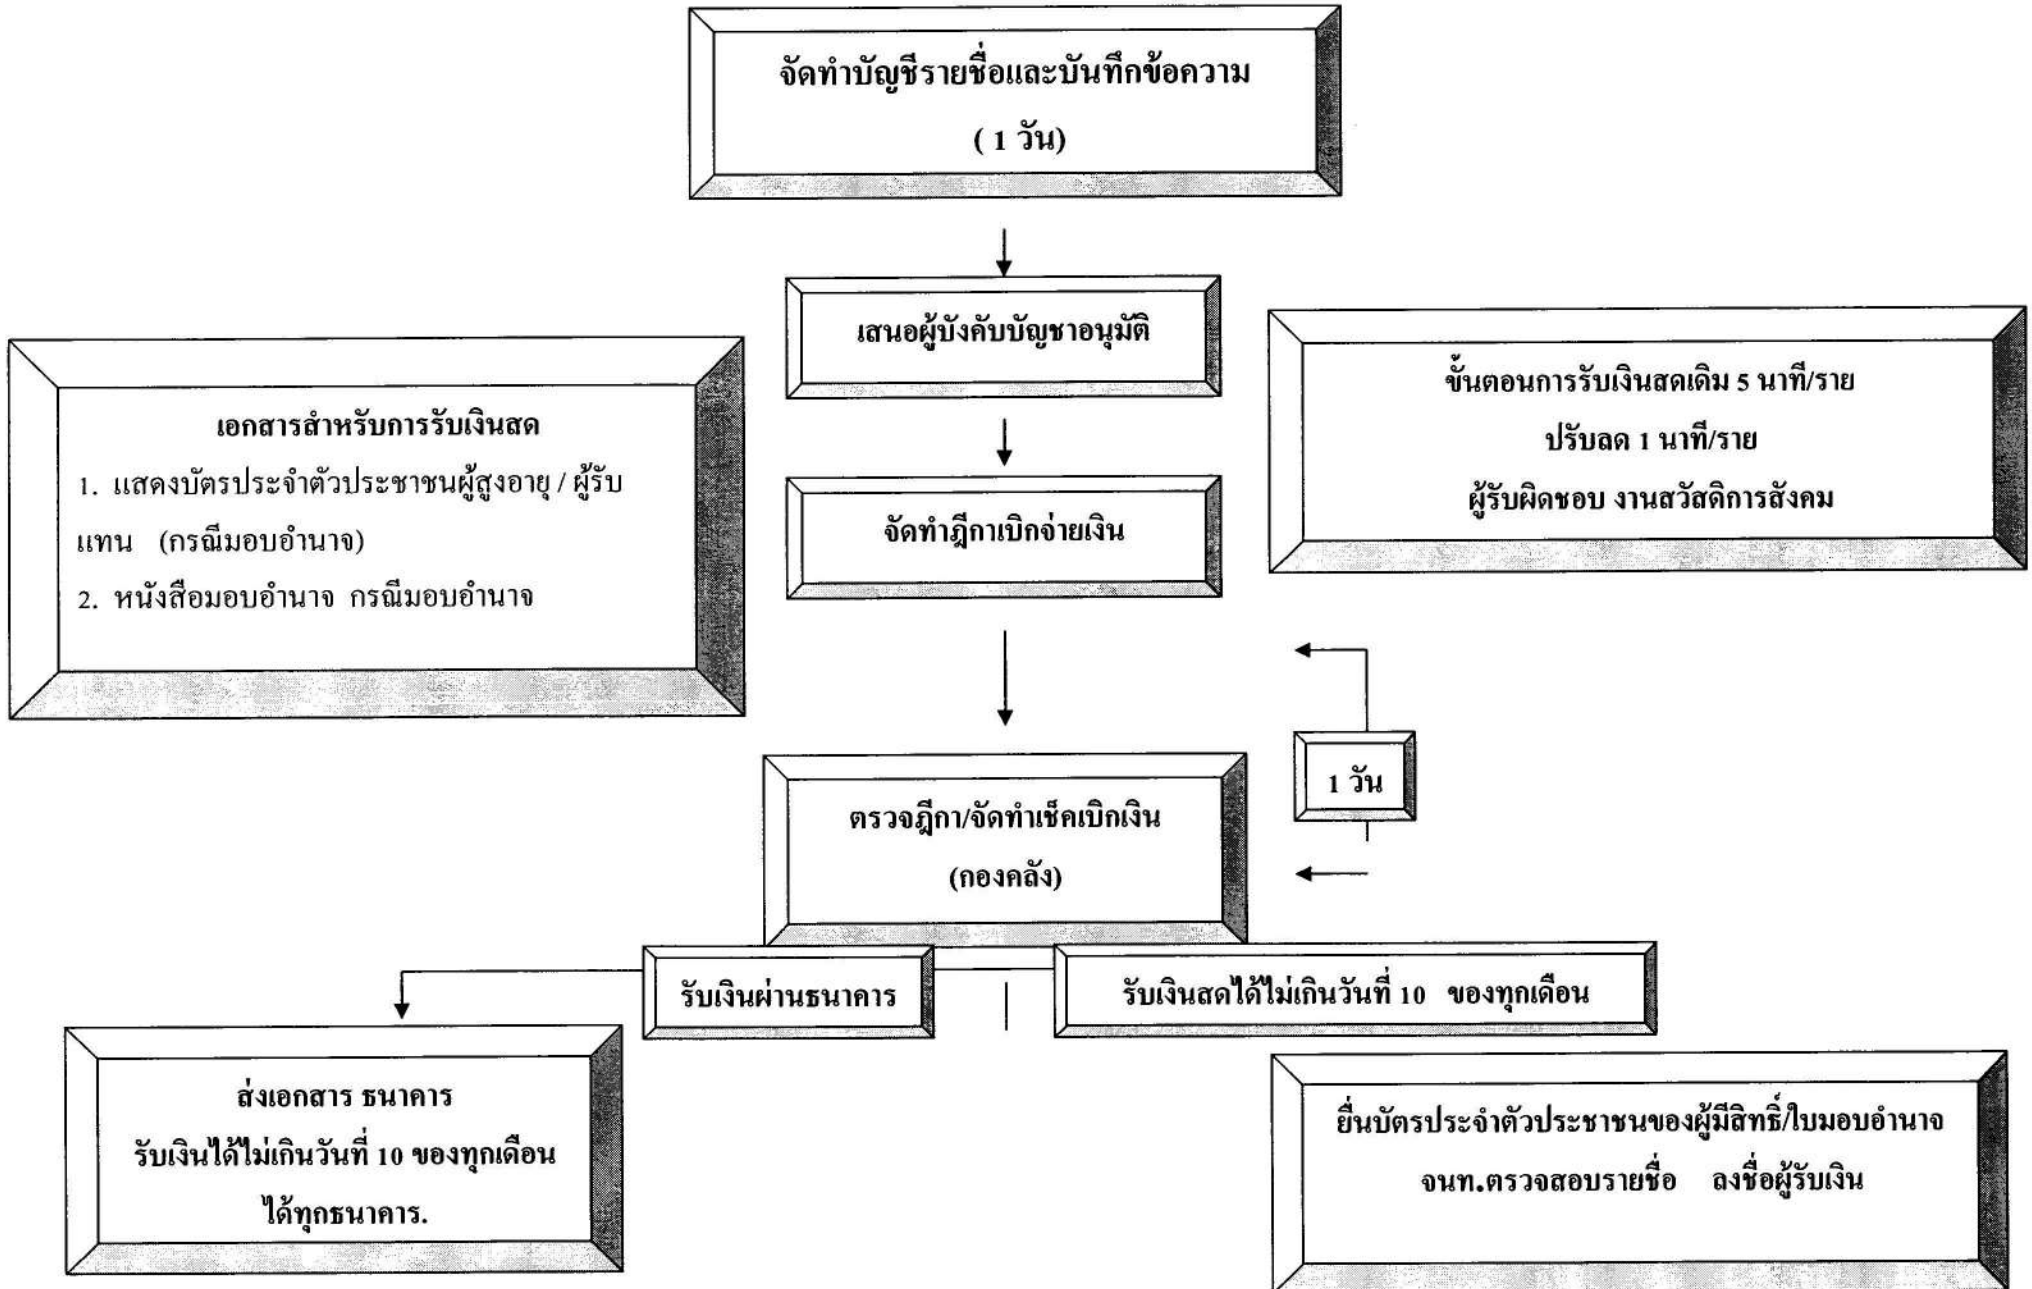 จัดทำบัญชีรายชื่อและบันทึกข้อความ
( 1 วัน)
เสนอผู้บังคับบัญชาอนุมัติ
เอกสารสำหรับการรับเงินสด
1. แสดงบัตรประจำตัวประชาชนผู้สูงอายุ / ผู้รับ
แทน (กรณีมอบอำนาจ)
2. หนังสือมอบอำนาจ กรณีมอบอำนาจ
ขั้นตอนการรับเงินสดเดิม 5 นาที/ราย
ปรับลด 1 นาที/ราย
ผู้รับผิดชอบ งานสวัสดิการสังคม
จัดทำฎีกาเบิกจ่ายเงิน
1 วัน
ตรวจฎีกา/จัดทำเช็คเบิกเงิน
(กองคลัง)
รับเงินผ่านธนาคาร
รับเงินสดได้ไม่เกินวันที่ 10 ของทุกเดือน
ส่งเอกสาร ธนาคาร
รับเงินได้ไม่เกินวันที่ 10 ของทุกเดือน
ได้ทุกธนาคาร.
ยื่นบัตรประจำตัวประชาชนของผู้มีสิทธิ์/ใบมอบอำนาจ
จนท.ตรวจสอบรายชื่อ ลงชื่อผู้รับเงิน